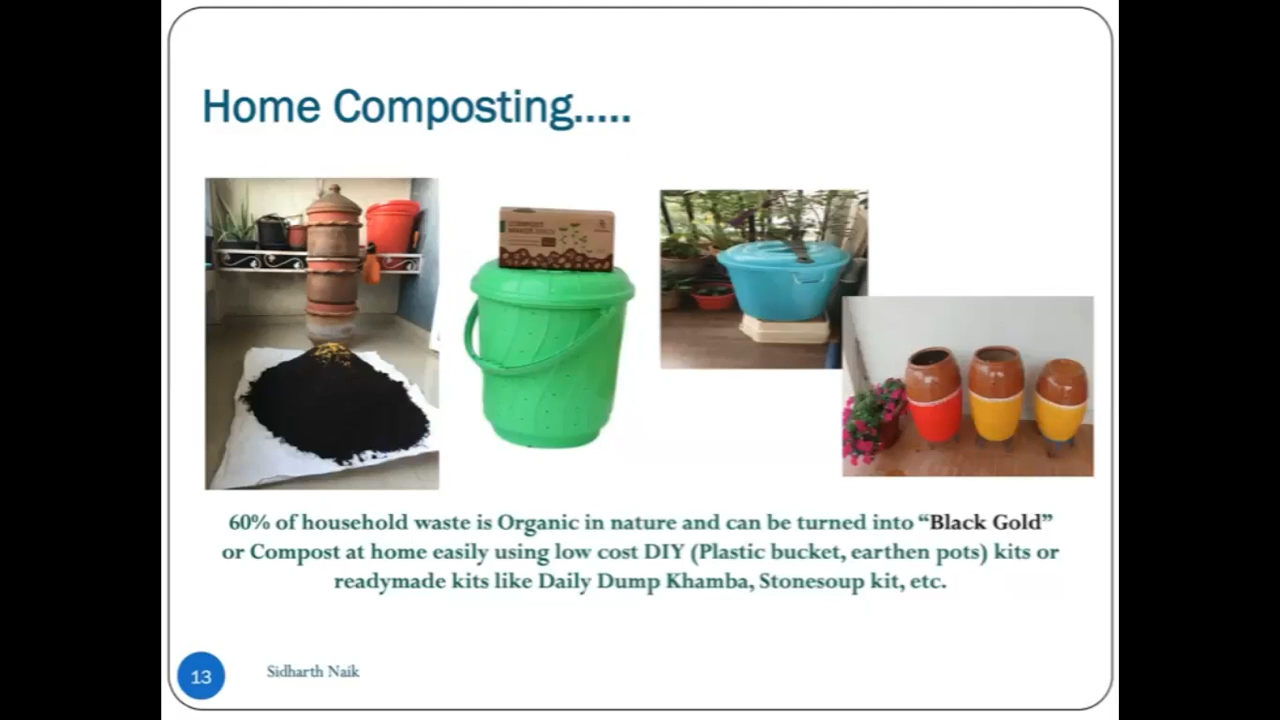 Home Composting.....
COMPOST
60% of household waste is Organic in nature and can be turned into “Black Gold”
or Compost at home easily using low cost DIY (Plastic bucket, earthen pots) kits or
readymade kits like Daily Dump Khamba, Stonesoup kit, etc.
13
Sidharth Naik